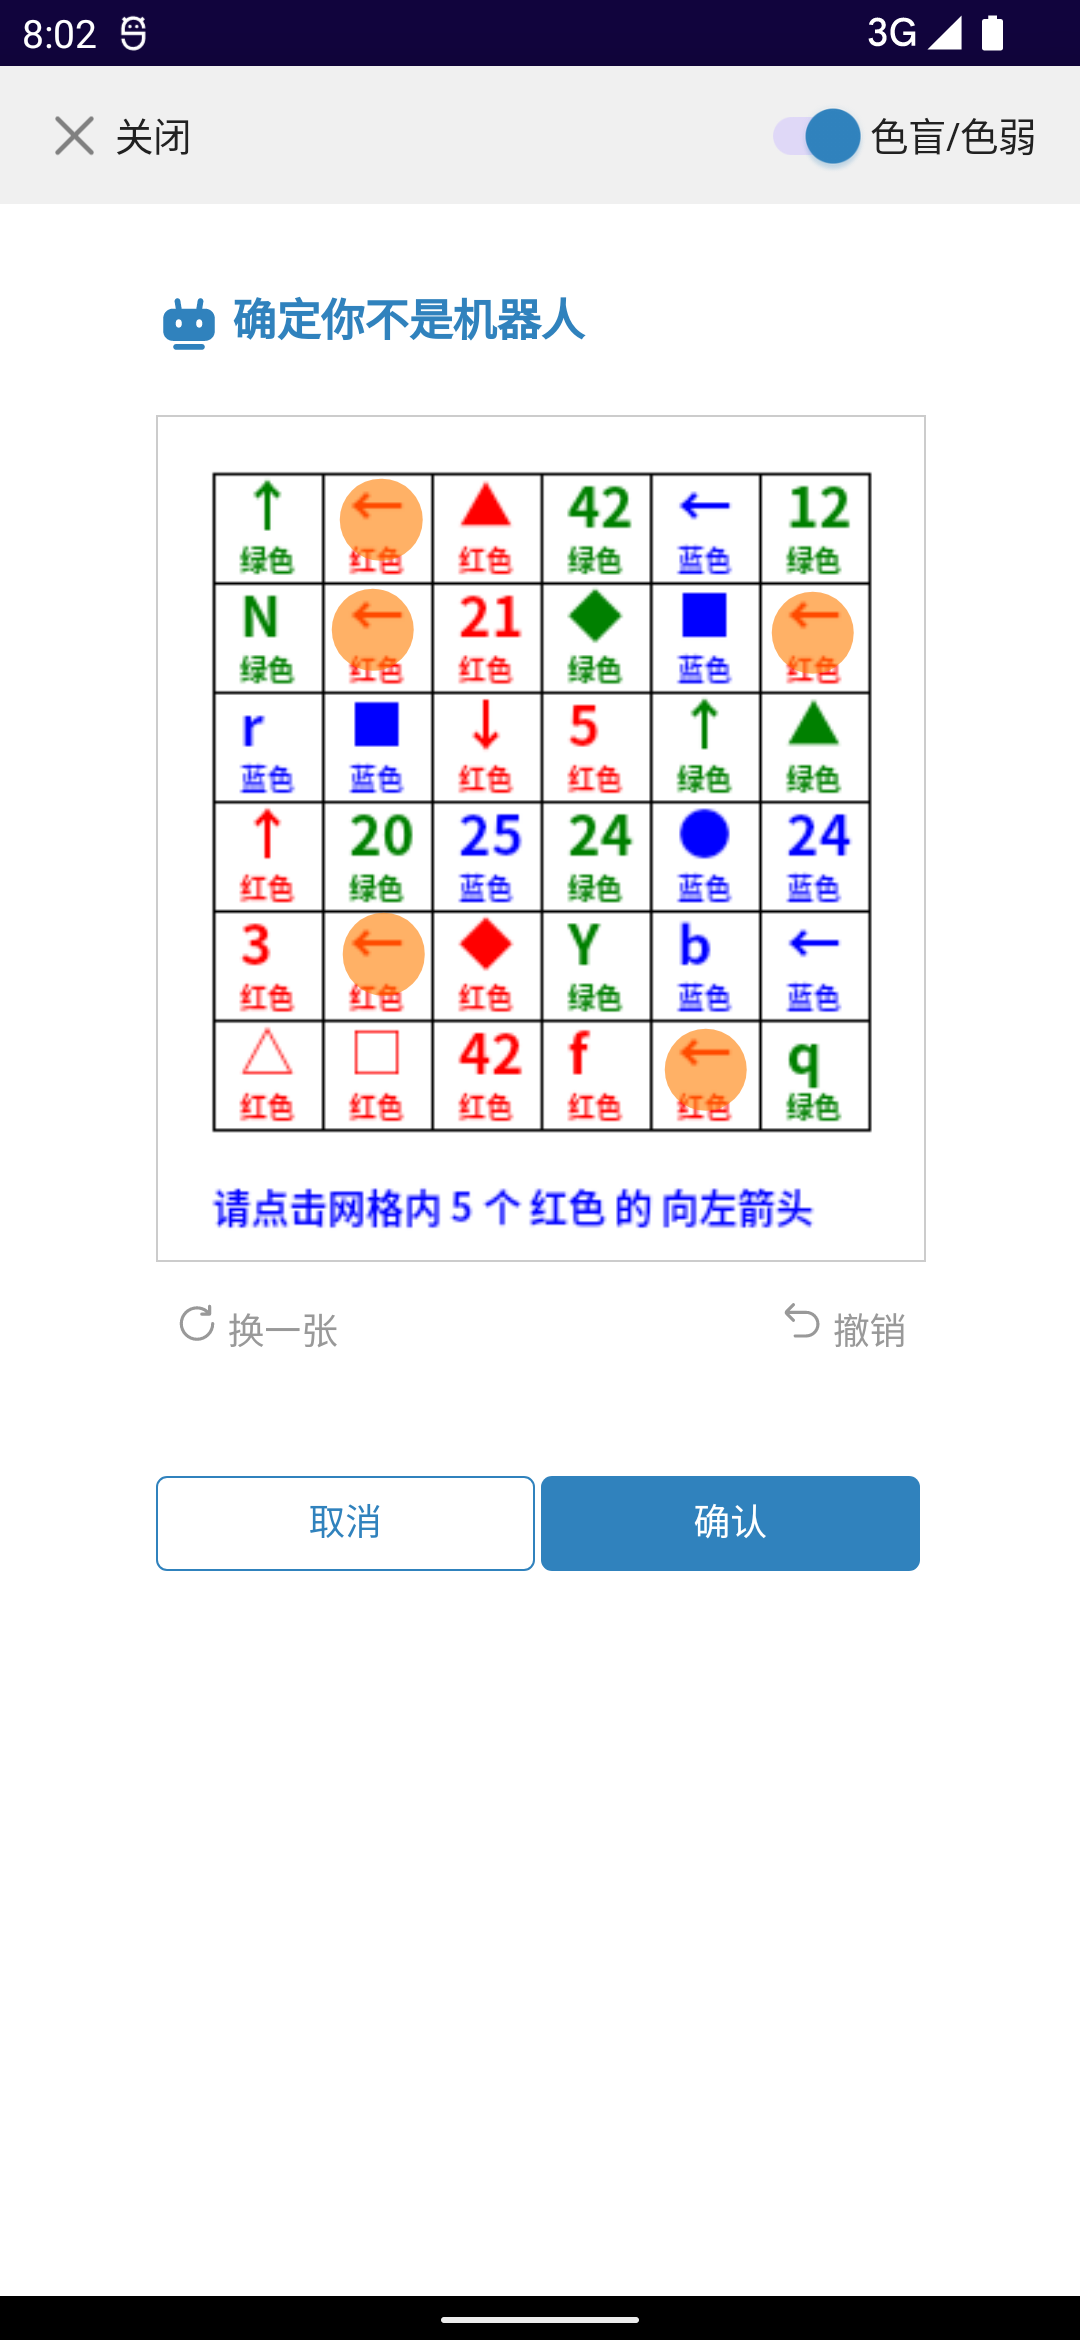 8:02 3G
关闭 色盲/色弱
确定你不是机器人
↑ ← ▲ 42 ← 12
绿色 红色 红色 绿色 蓝色 绿色
N ← 21 ◆ ■ ←
绿色 红色 红色 绿色 蓝色 红色
r ■ ↓ 5 ↑ ▲
蓝色 蓝色 红色 红色 绿色 绿色
↑ 20 25 24 ● 24
红色 绿色 蓝色 绿色 蓝色 蓝色
3 ← ◆ Y b ←
红色 红色 红色 绿色 蓝色 蓝色
△ □ 42 f ← q
红色 红色 红色 红色 红色 绿色
请点击网格内 5 个 红色 的 向左箭头
换一张 撤销
取消 确认